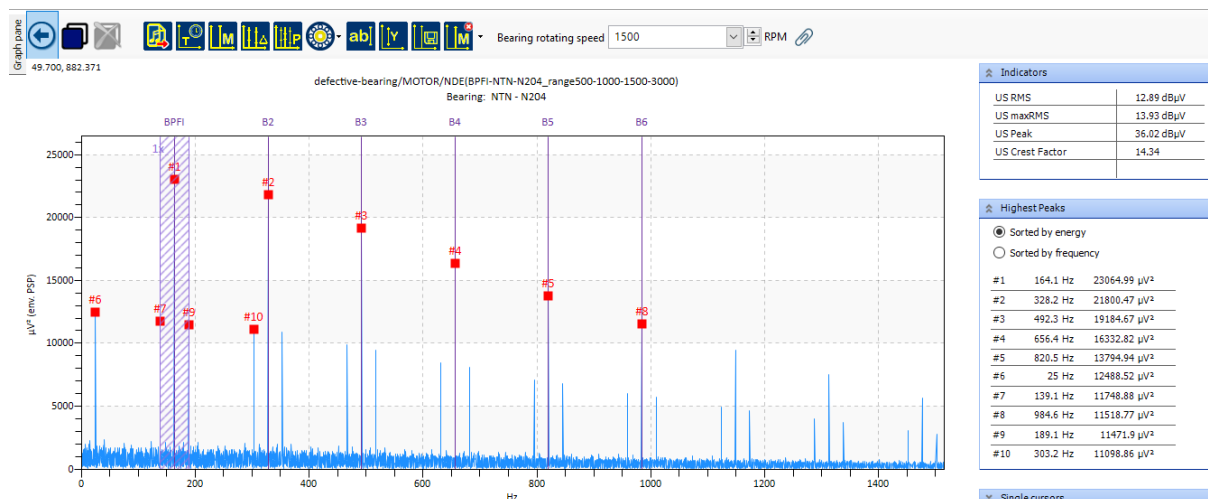 Graph pane
ab
Y
M
M
P
T
Bearing rotating speed 1500 RPM
49.700, 882.371
defective-bearing/MOTOR/NDE(BPFI-NTN-N204_range500-1000-1500-3000)
Bearing: NTN - N204
BPFI B2 B3 B4 B5 B6
1x
#1
#2
#3
#4
#5
#6
#7
#8
#9
#10
25000
20000
15000
10000
5000
0
µV² (env. PSP)
0 200 400 600 800 1000 1200 1400
Hz
Indicators
US RMS 12.89 dBµV
US maxRMS 13.93 dBµV
US Peak 36.02 dBµV
US Crest Factor 14.34
Highest Peaks
Sorted by energy
Sorted by frequency
#1 164.1 Hz 23064.99 µV²
#2 328.2 Hz 21800.47 µV²
#3 492.3 Hz 19184.67 µV²
#4 656.4 Hz 16332.82 µV²
#5 820.5 Hz 13794.94 µV²
#6 25 Hz 12488.52 µV²
#7 139.1 Hz 11748.88 µV²
#8 984.6 Hz 11518.77 µV²
#9 189.1 Hz 11471.9 µV²
#10 303.2 Hz 11098.86 µV²
Single cursors